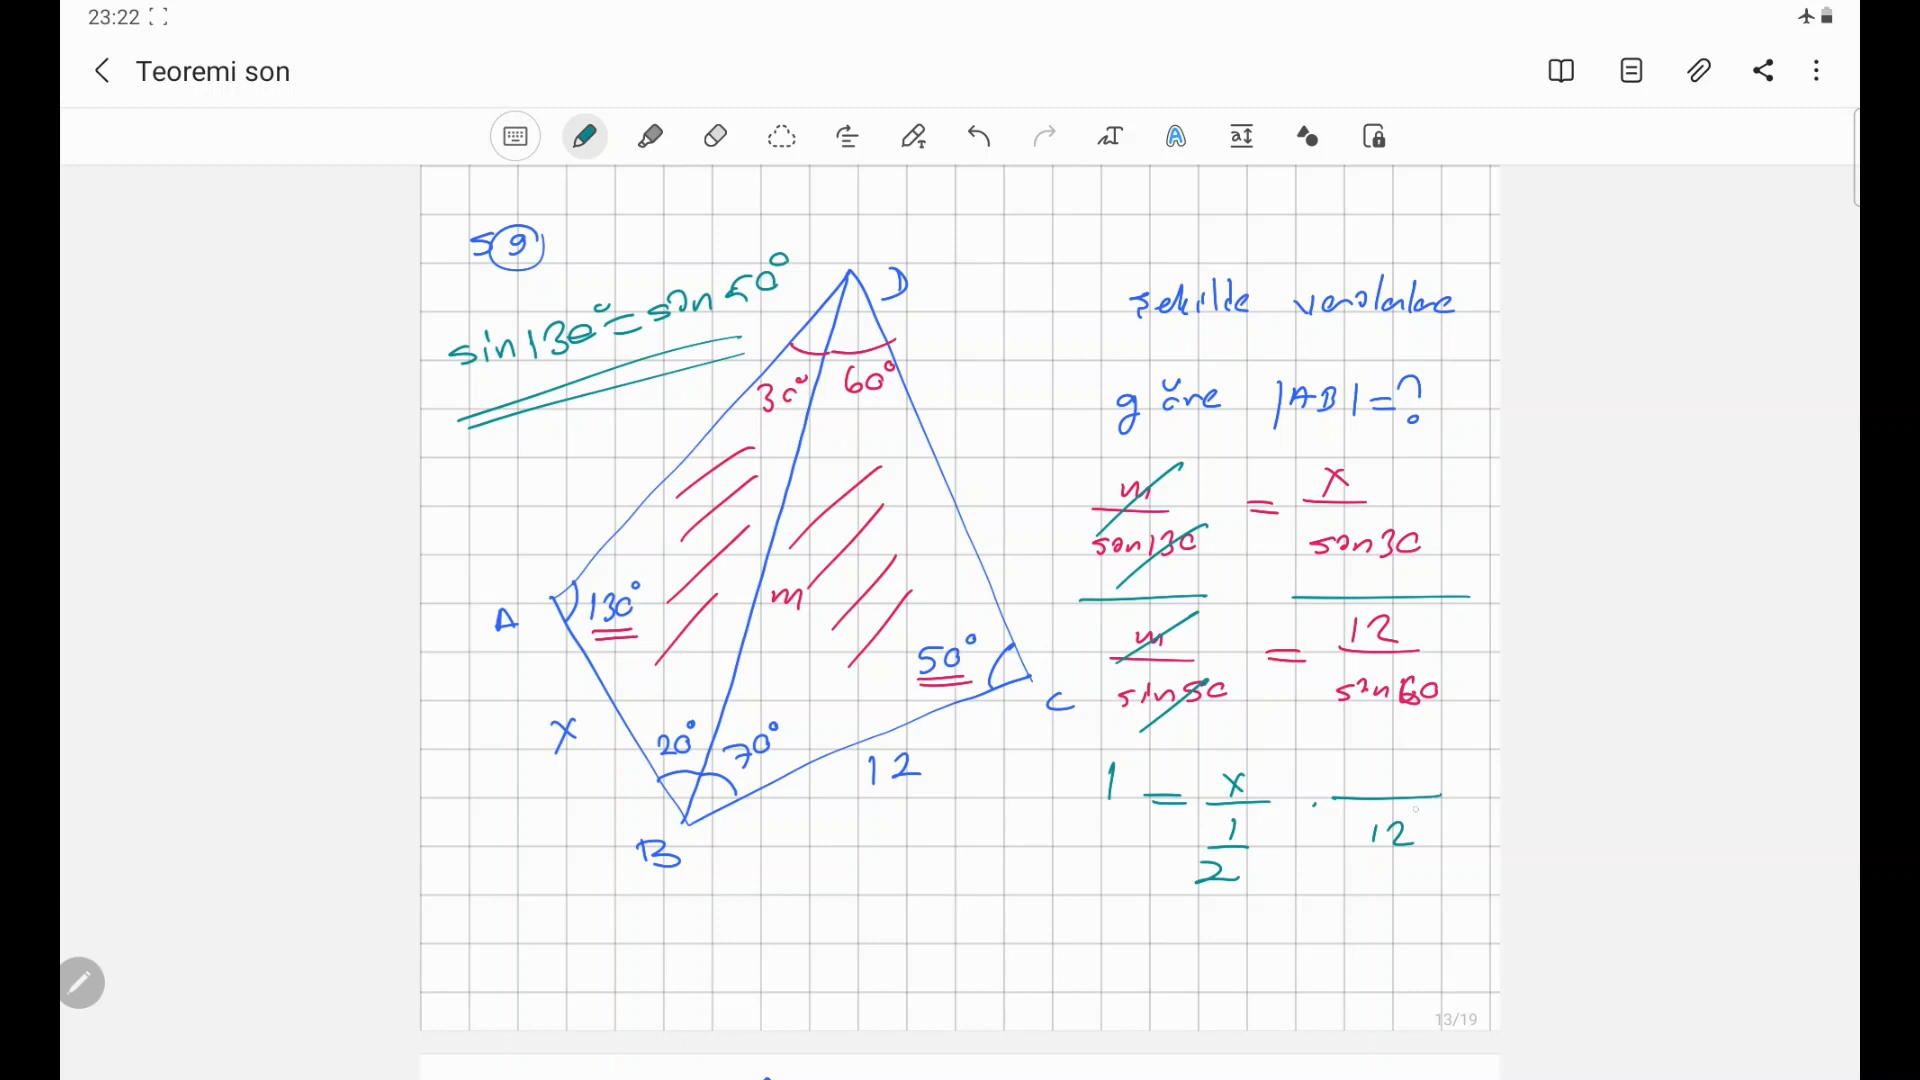 23:22
Teoremi son
59
sin130°=sin50°
D
şekilde verilenlere
göre |AB|=?
30° 60°
m/sin130 = x/sin30
A 130° m 50° C
m/sin50 = 12/sin60
x 20° 70° 12
B
1 = x/(1/2) · /12
13/19